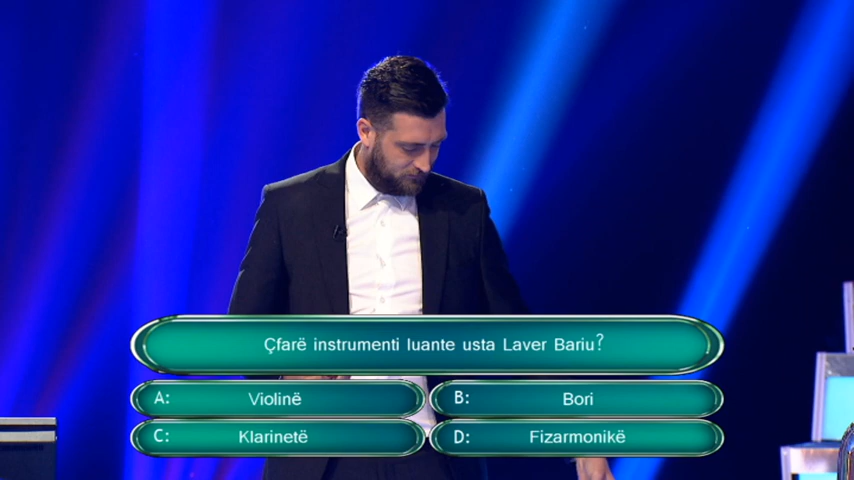 Çfarë instrumenti luante usta Laver Bariu?
A: Violinë
B: Bori
C: Klarinetë
D: Fizarmonikë